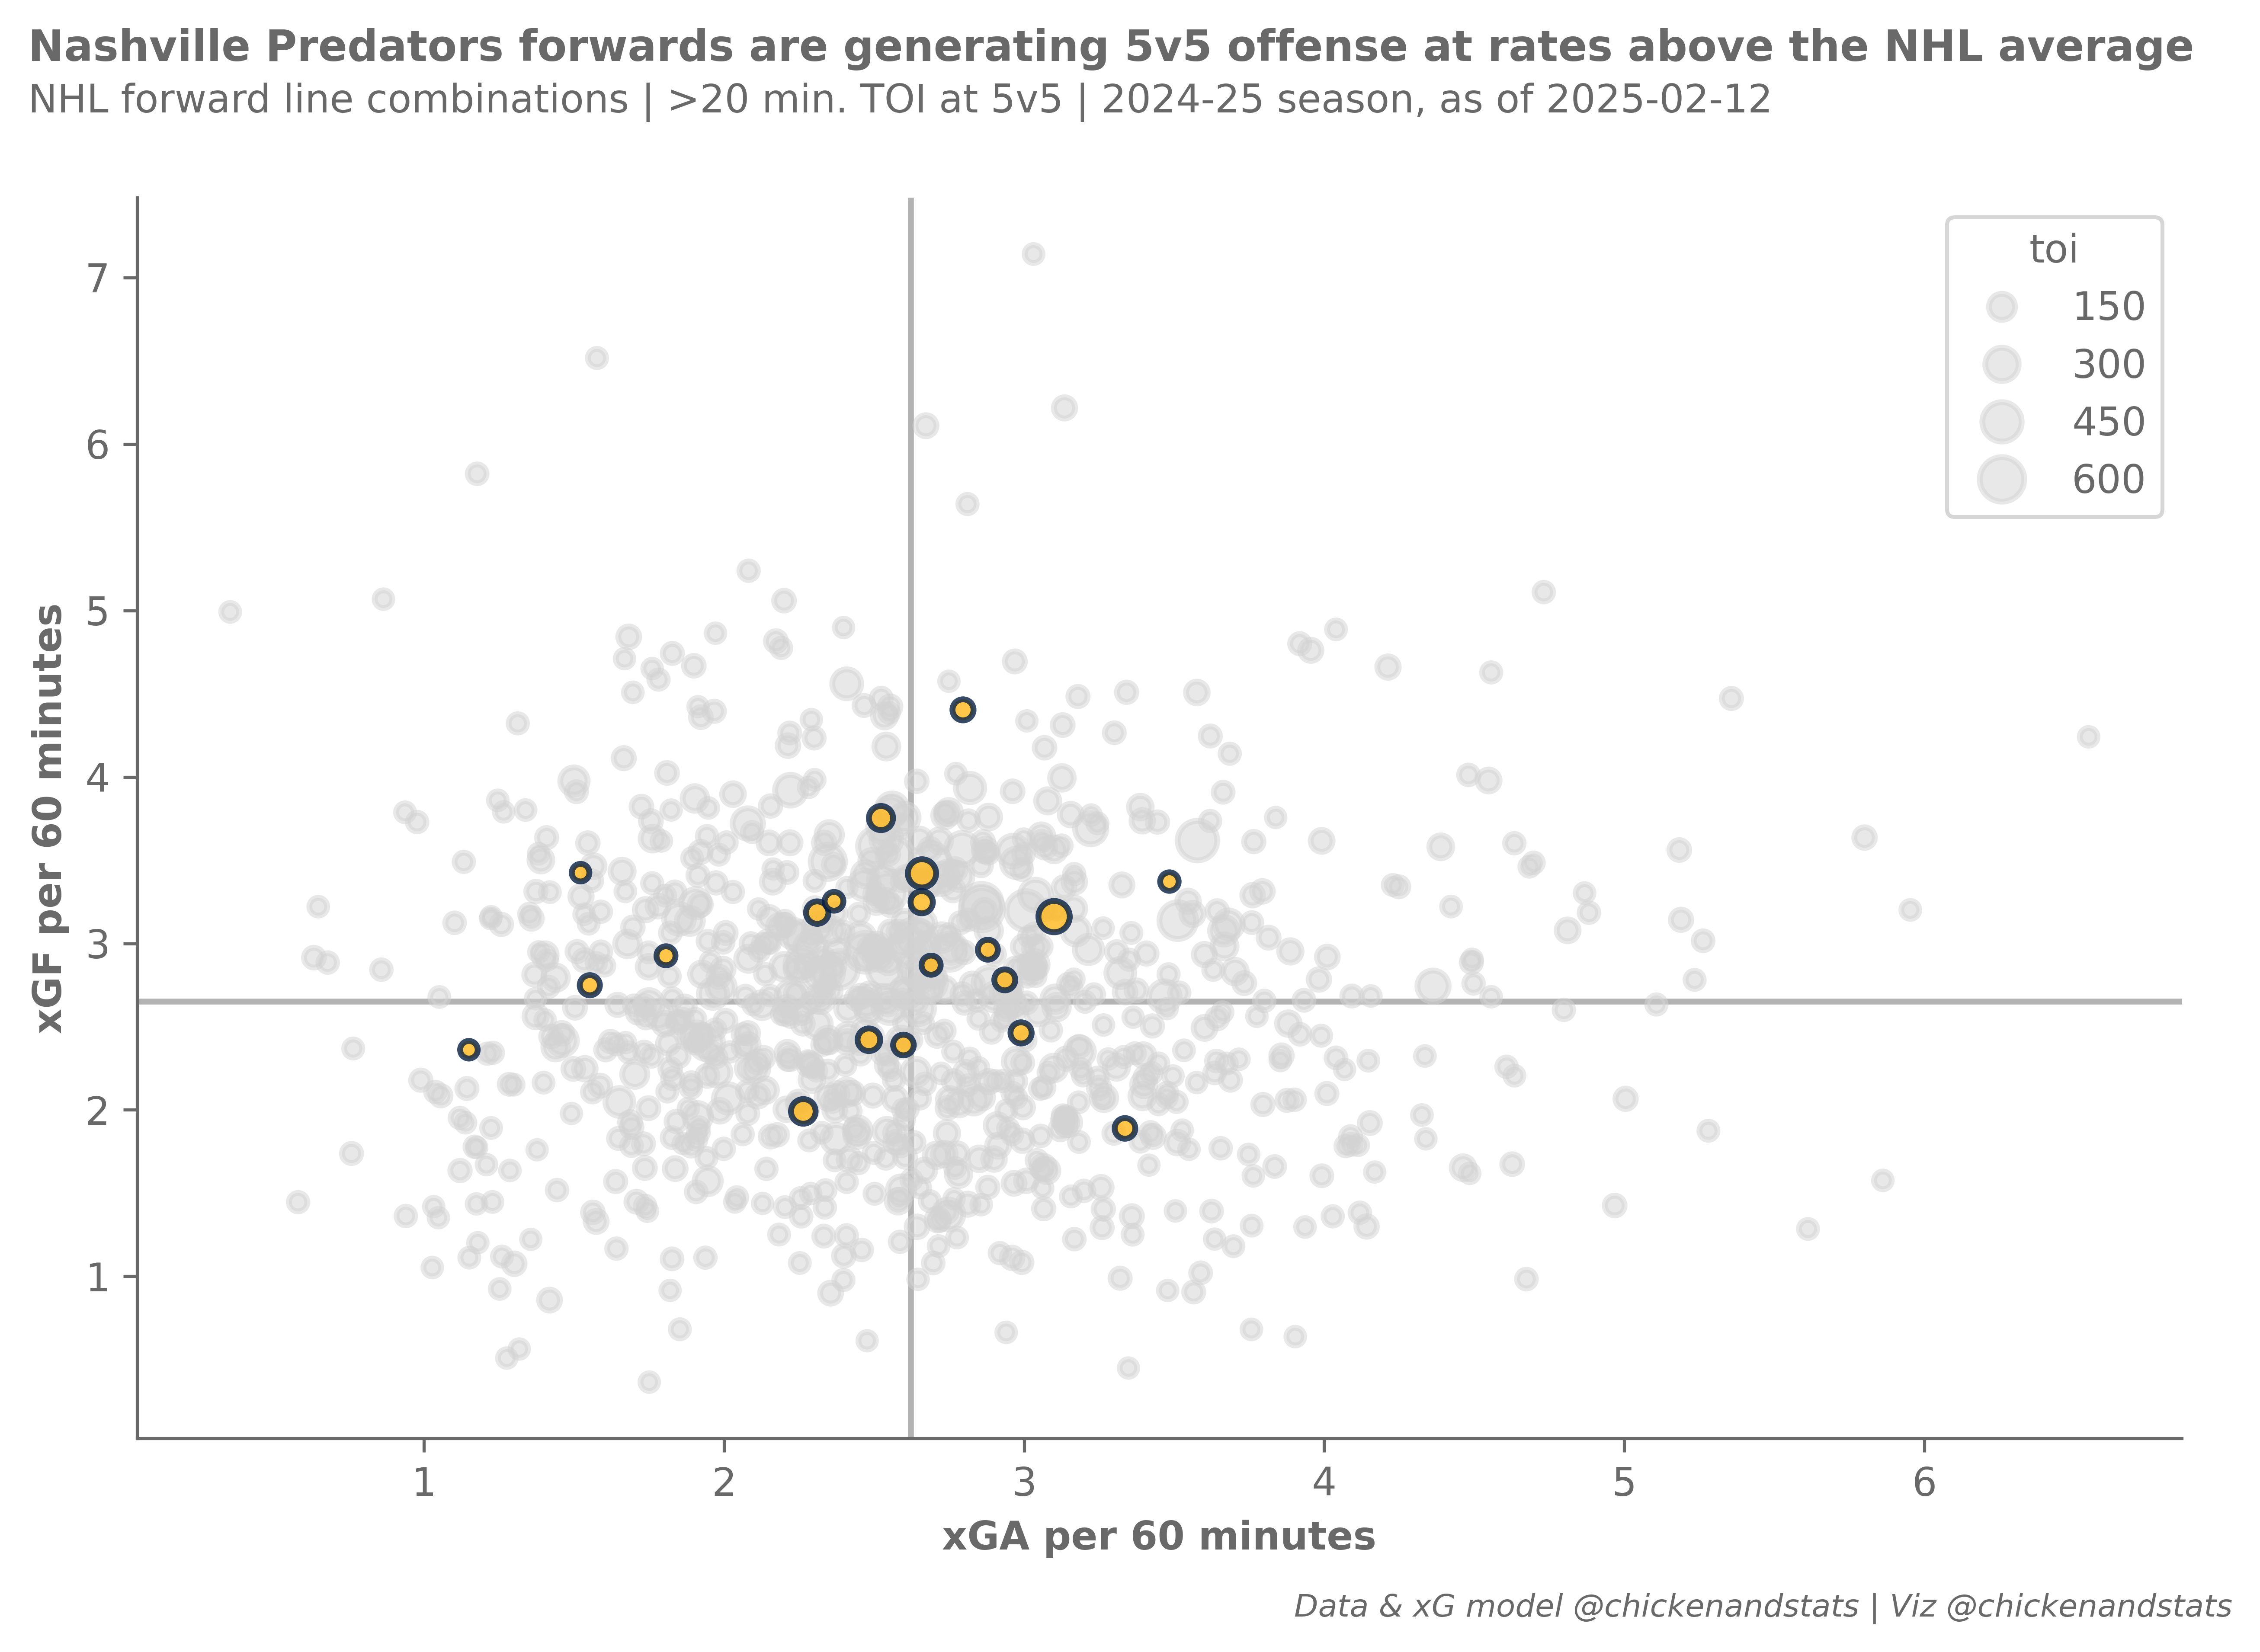 Nashville Predators forwards are generating 5v5 offense at rates above the NHL average
NHL forward line combinations | >20 min. TOI at 5v5 | 2024-25 season, as of 2025-02-12
toi
150
300
450
600
7
6
5
4
3
2
1
xGF per 60 minutes
1 2 3 4 5 6
xGA per 60 minutes
Data & xG model @chickenandstats | Viz @chickenandstats